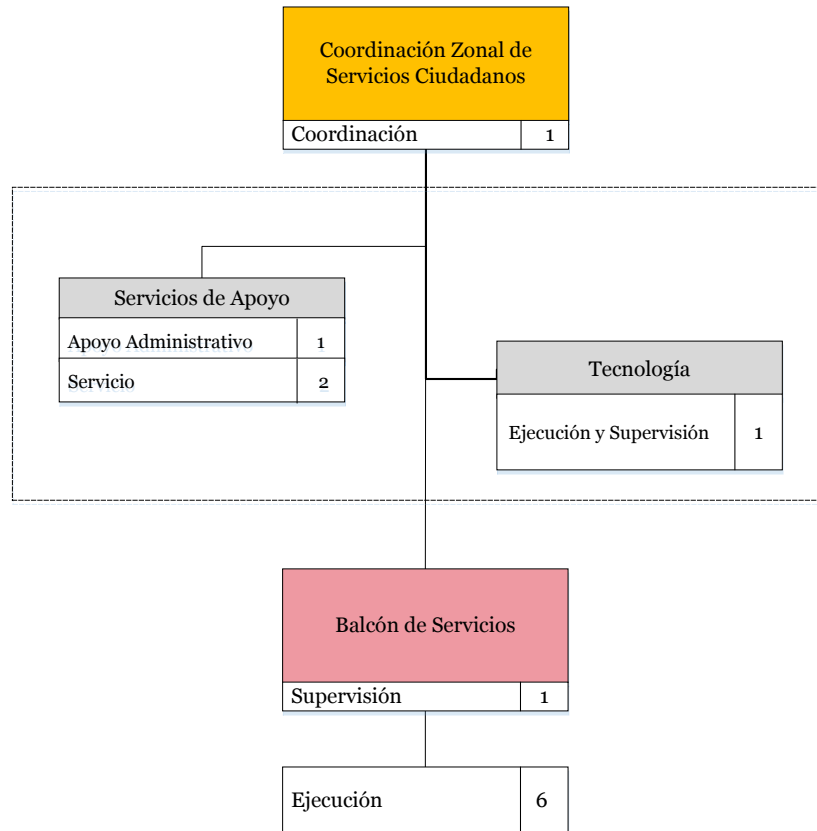 Coordinación Zonal de
Servicios Ciudadanos
Coordinación 1
Servicios de Apoyo
Apoyo Administrativo 1
Servicio 2
Tecnología
Ejecución y Supervisión 1
Balcón de Servicios
Supervisión 1
Ejecución 6